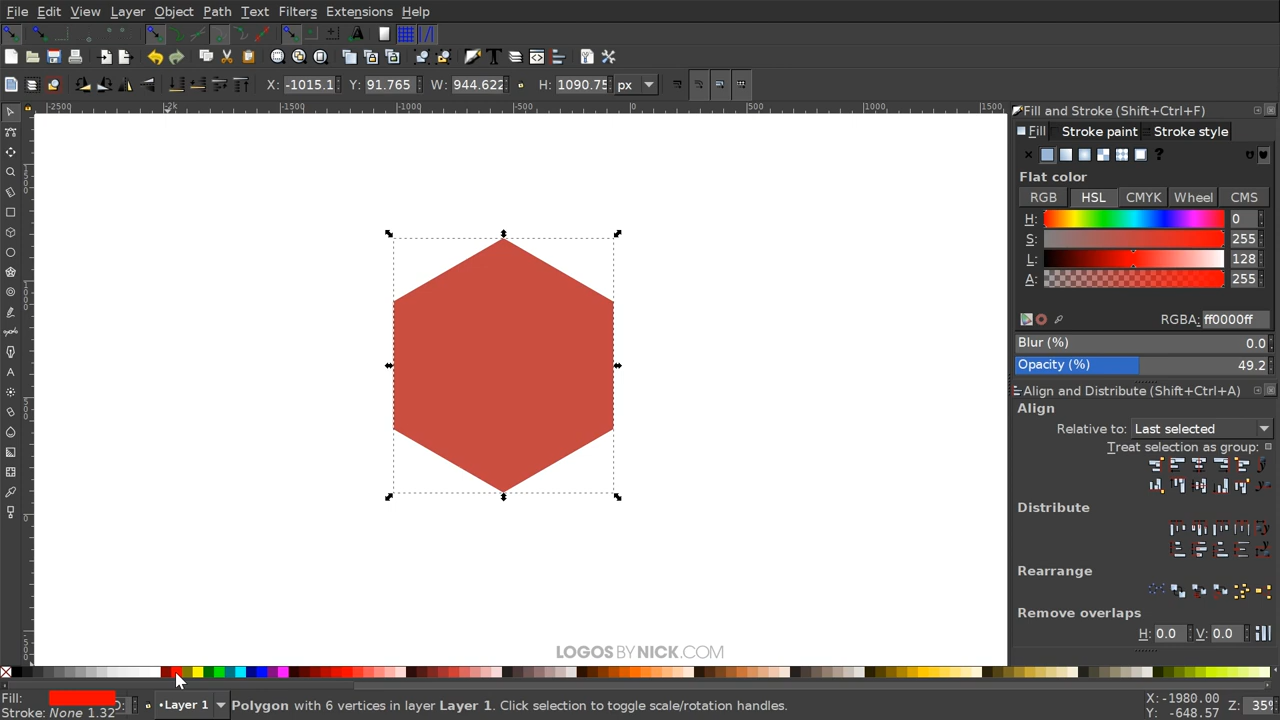 File Edit View Layer Object Path Text Filters Extensions Help
X: -1015.1 Y: 91.765 W: 944.622 H: 1090.75 px
-2500 -2k -1500 -1000 -500 0 500 1000 1500
Fill and Stroke (Shift+Ctrl+F)
Fill Stroke paint Stroke style
?
Flat color
RGB HSL CMYK Wheel CMS
H: 0
S: 255
L: 128
A: 255
RGBA: ff0000ff
Blur (%) 0.0
Opacity (%) 49.2
Align and Distribute (Shift+Ctrl+A)
Align
Relative to: Last selected
Treat selection as group:
Distribute
Rearrange
Remove overlaps
H: 0.0 V: 0.0
LOGOS BY NICK.COM
Fill:
Stroke: None 1.32
•Layer 1
Polygon with 6 vertices in layer Layer 1. Click selection to toggle scale/rotation handles.
X: -1980.00
Y: -648.57
Z: 35%